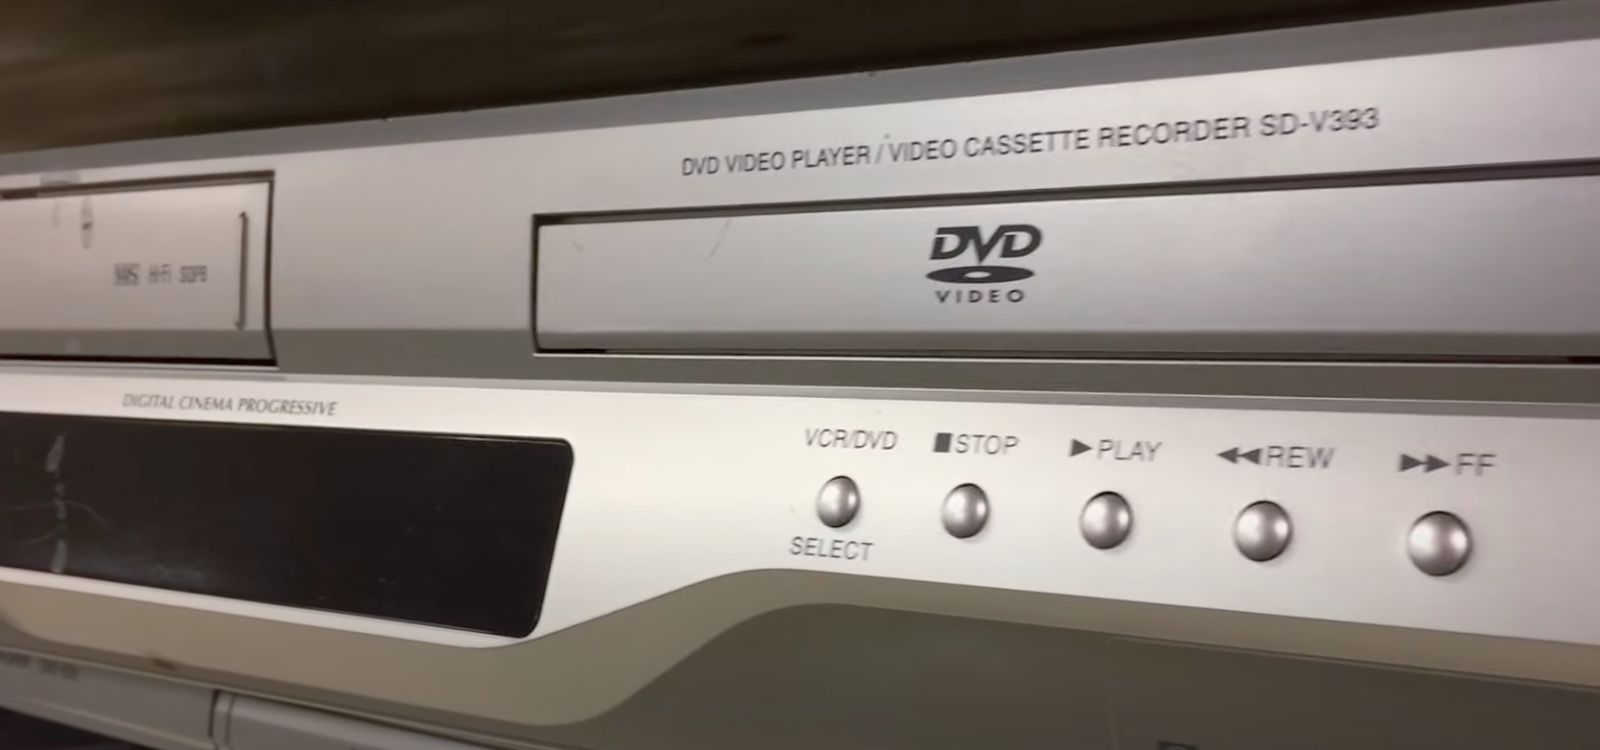 DVD VIDEO PLAYER / VIDEO CASSETTE RECORDER SD-V393
DVD
VIDEO
VHS Hi-Fi SQPB
DIGITAL CINEMA PROGRESSIVE
VCR/DVD ■STOP ▶PLAY ◀◀REW ▶▶FF
SELECT